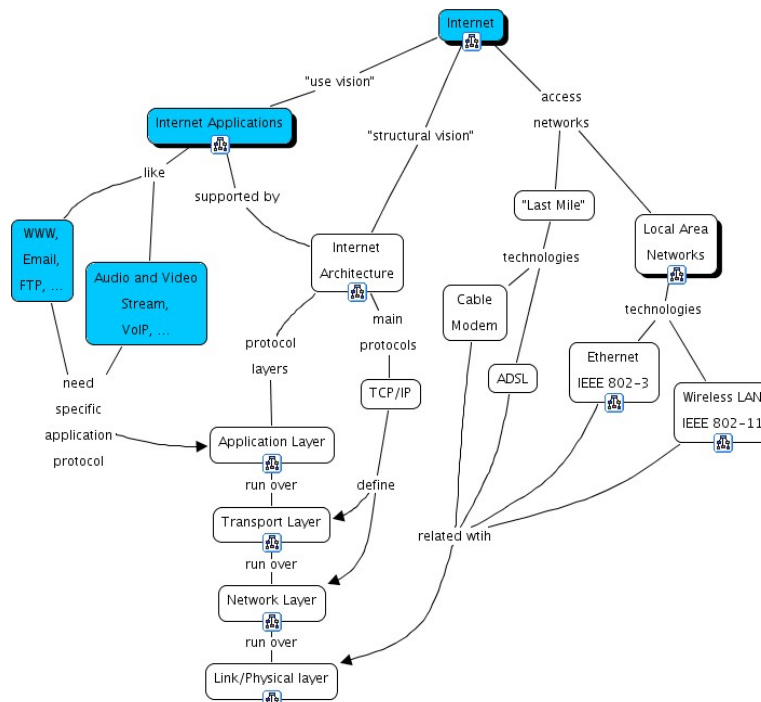 Internet
"use vision"
access
networks
Internet Applications
"structural vision"
like
supported by
"Last Mile"
WWW,
Email,
FTP, ...
Internet
Architecture
Local Area
Networks
technologies
Audio and Video
Stream,
VoIP, ...
Cable
Modem
technologies
main
protocols
protocol
layers
Ethernet
IEEE 802-3
need
specific
application
protocol
TCP/IP
ADSL
Wireless LAN
IEEE 802-11
Application Layer
run over
define
Transport Layer
related wtih
run over
Network Layer
run over
Link/Physical layer